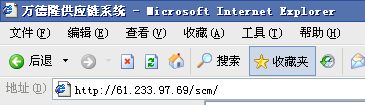 万德隆供应链系统 - Microsoft Internet Explorer
文件(F) 编辑(E) 查看(V) 收藏(A) 工具(T) 帮助(H)
后退 搜索 收藏夹
地址(D) http://61.233.97.69/scm/